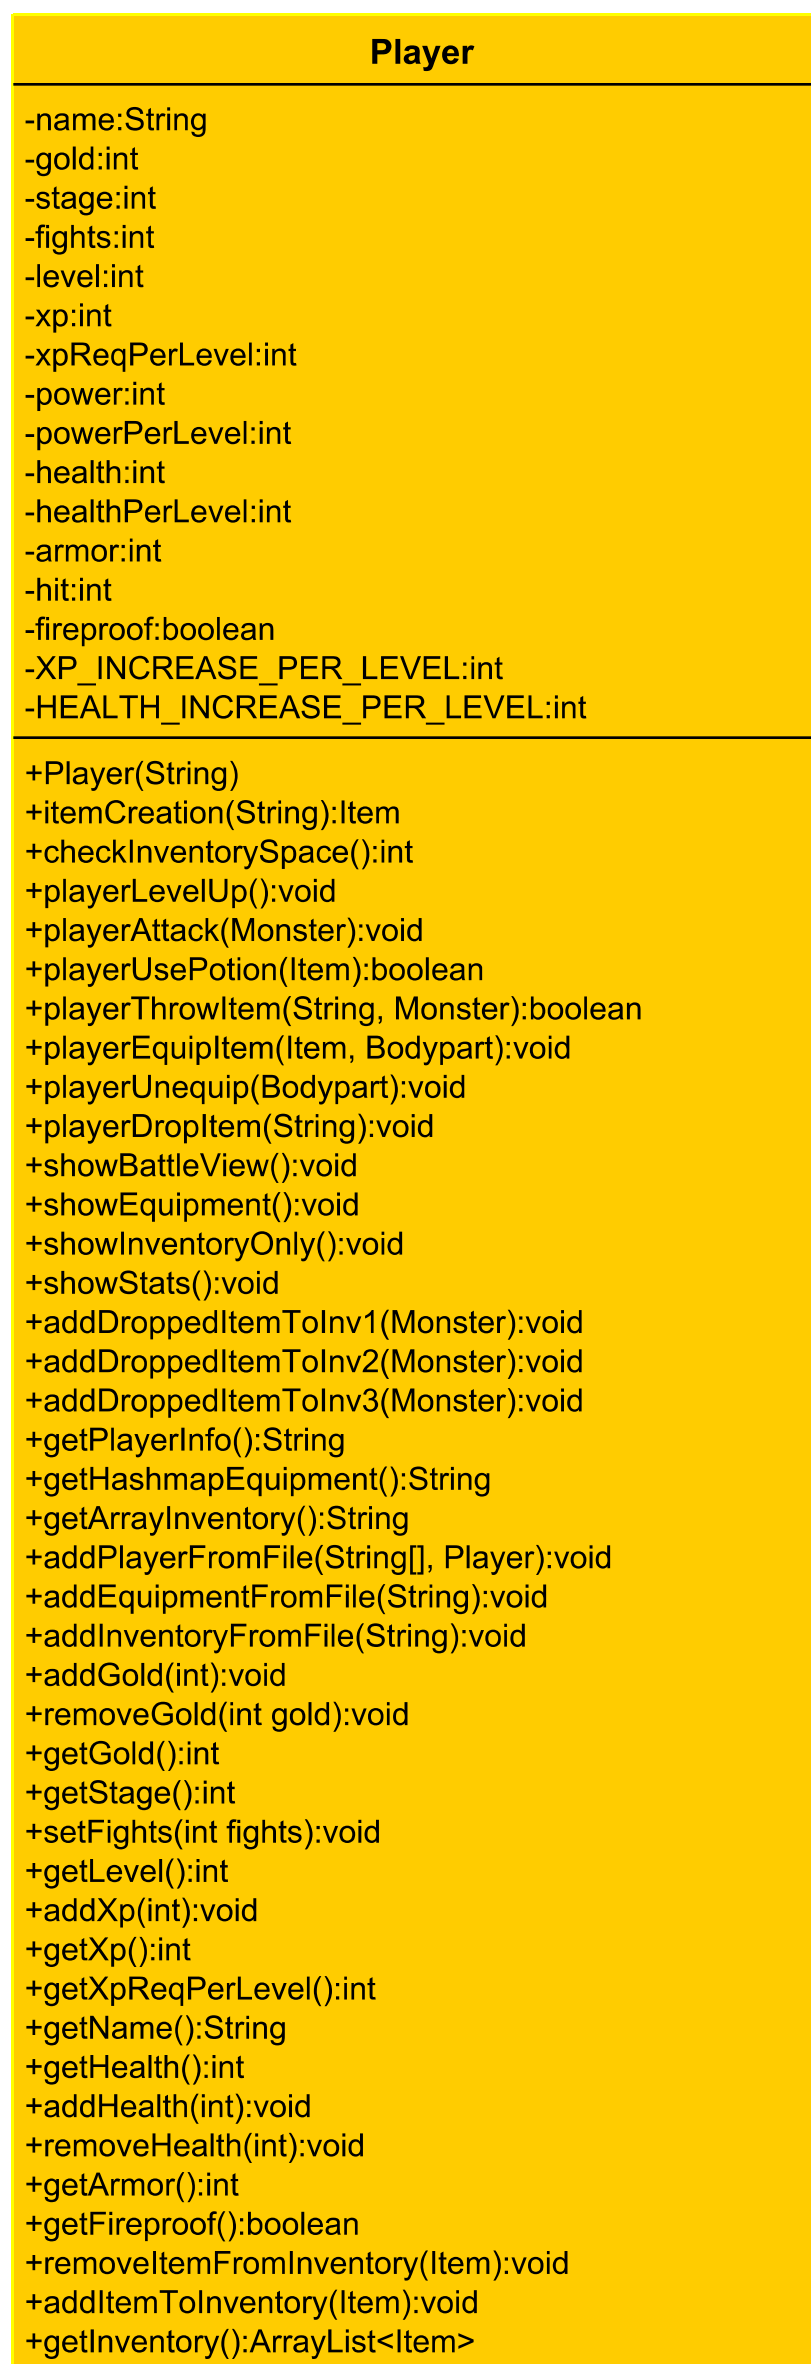 Player
-name:String
-gold:int
-stage:int
-fights:int
-level:int
-xp:int
-xpReqPerLevel:int
-power:int
-powerPerLevel:int
-health:int
-healthPerLevel:int
-armor:int
-hit:int
-fireproof:boolean
-XP_INCREASE_PER_LEVEL:int
-HEALTH_INCREASE_PER_LEVEL:int
+Player(String)
+itemCreation(String):Item
+checkInventorySpace():int
+playerLevelUp():void
+playerAttack(Monster):void
+playerUsePotion(Item):boolean
+playerThrowItem(String, Monster):boolean
+playerEquipItem(Item, Bodypart):void
+playerUnequip(Bodypart):void
+playerDropItem(String):void
+showBattleView():void
+showEquipment():void
+showInventoryOnly():void
+showStats():void
+addDroppedItemToInv1(Monster):void
+addDroppedItemToInv2(Monster):void
+addDroppedItemToInv3(Monster):void
+getPlayerInfo():String
+getHashmapEquipment():String
+getArrayInventory():String
+addPlayerFromFile(String[], Player):void
+addEquipmentFromFile(String):void
+addInventoryFromFile(String):void
+addGold(int):void
+removeGold(int gold):void
+getGold():int
+getStage():int
+setFights(int fights):void
+getLevel():int
+addXp(int):void
+getXp():int
+getXpReqPerLevel():int
+getName():String
+getHealth():int
+addHealth(int):void
+removeHealth(int):void
+getArmor():int
+getFireproof():boolean
+removeItemFromInventory(Item):void
+addItemToInventory(Item):void
+getInventory():ArrayList<Item>